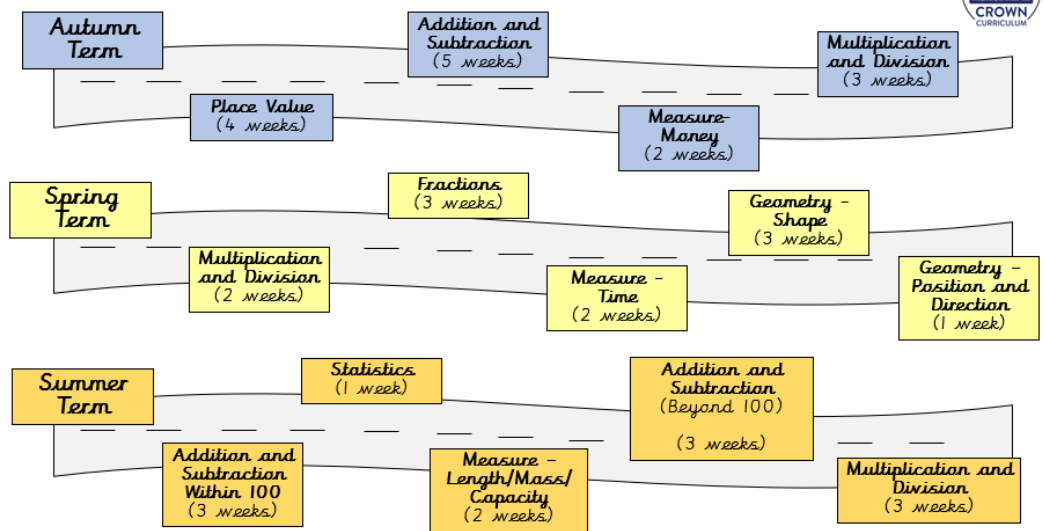 CROWN
CURRICULUM
Autumn
Term
Place Value
(4 weeks)
Addition and
Subtraction
(5 weeks)
Measure-
Money
(2 weeks)
Multiplication
and Division
(3 weeks)
Spring
Term
Multiplication
and Division
(2 weeks)
Fractions
(3 weeks)
Measure -
Time
(2 weeks)
Geometry -
Shape
(3 weeks)
Geometry -
Position and
Direction
(1 week)
Summer
Term
Addition and
Subtraction
Within 100
(3 weeks)
Statistics
(1 week)
Measure -
Length/Mass/
Capacity
(2 weeks)
Addition and
Subtraction
(Beyond 100)
(3 weeks)
Multiplication and
Division
(3 weeks)